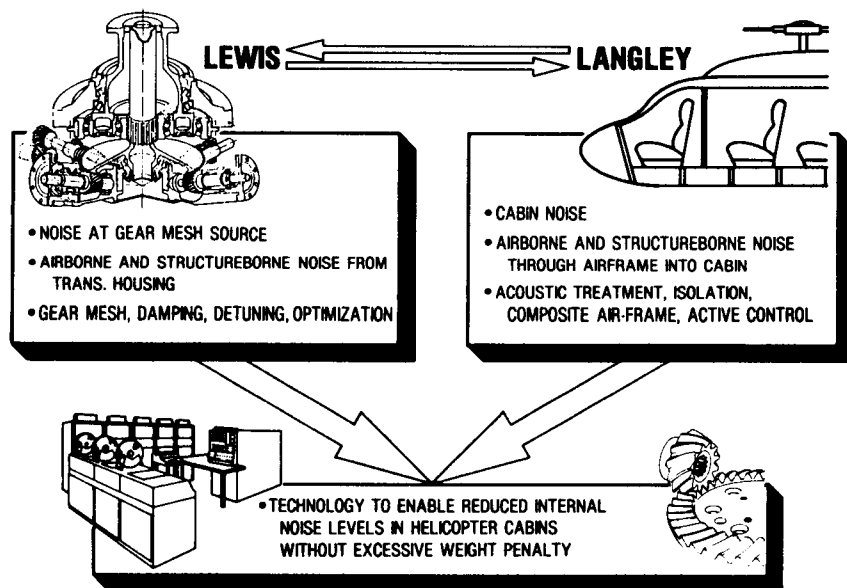 LEWIS
LANGLEY
• NOISE AT GEAR MESH SOURCE
• AIRBORNE AND STRUCTUREBORNE NOISE FROM
TRANS. HOUSING
• GEAR MESH, DAMPING, DETUNING, OPTIMIZATION
• CABIN NOISE
• AIRBORNE AND STRUCTUREBORNE NOISE
THROUGH AIRFRAME INTO CABIN
• ACOUSTIC TREATMENT, ISOLATION,
COMPOSITE AIR-FRAME, ACTIVE CONTROL
• TECHNOLOGY TO ENABLE REDUCED INTERNAL
NOISE LEVELS IN HELICOPTER CABINS
WITHOUT EXCESSIVE WEIGHT PENALTY